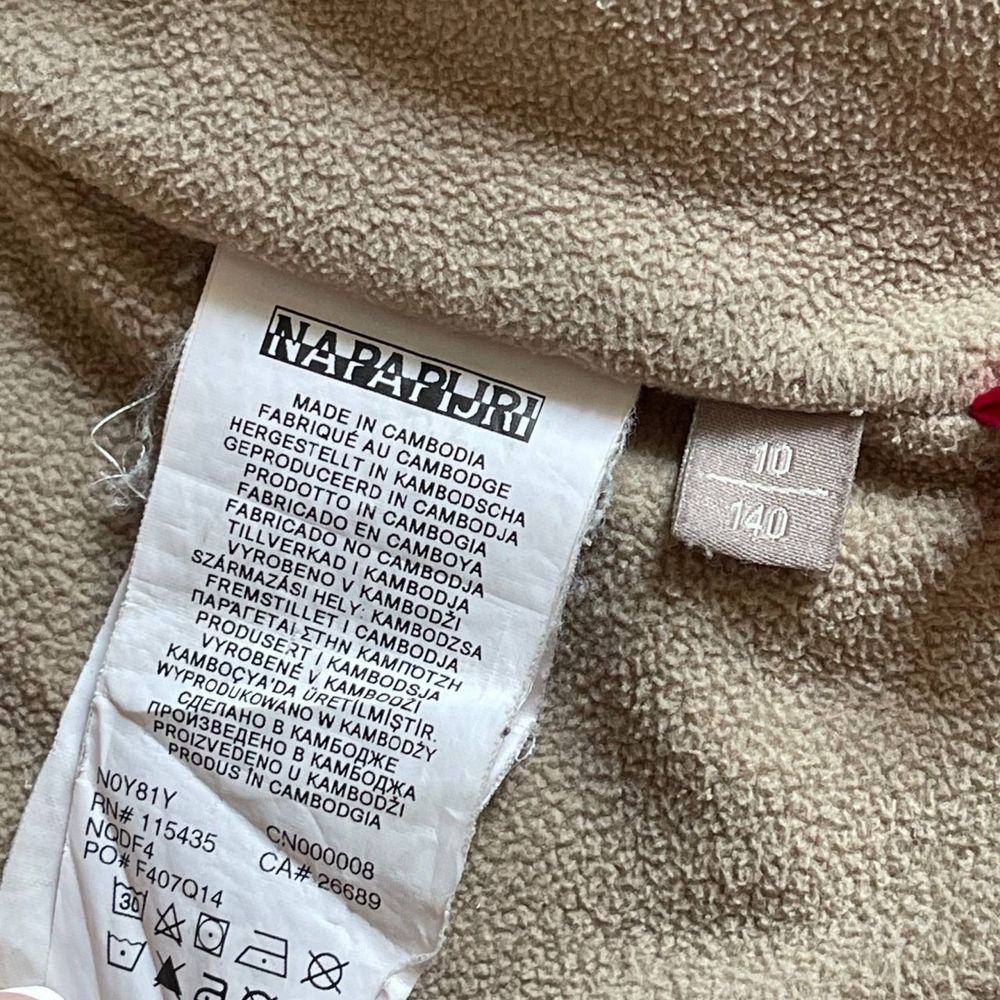 NAPAPIJRI
MADE IN CAMBODIA
FABRIQUÉ AU CAMBODGE
HERGESTELLT IN KAMBODSCHA
GEPRODUCEERD IN CAMBODJA
PRODOTTO IN CAMBOGIA
FABRICADO EN CAMBOYA
FABRICADO NO CAMBODJA
TILLVERKAD I KAMBODJA
VYROBENO V KAMBODŽI
SZÁRMAZÁSI HELY: KAMBODZSA
FREMSTILLET I CAMBODJA
ΠΑΡΑΓΕΤΑΙ ΣΤΗΝ ΚΑΜΠΟΤΖΗ
PRODUSERT I KAMBODSJA
VYROBENÉ V KAMBODŽI
KAMBOÇYA'DA ÜRETİLMİŞTİR
WYPRODUKOWANO W KAMBODŻY
СДЕЛАНО В КАМБОДЖЕ
ПРОИЗВЕДЕНО В КАМБОДЖА
PROIZVEDENO U KAMBODŽI
PRODUS ÎN CAMBODGIA
N0Y81Y CN000008
RN# 115435 CA# 26689
NQDF4
PO# F407Q14
30
10
140